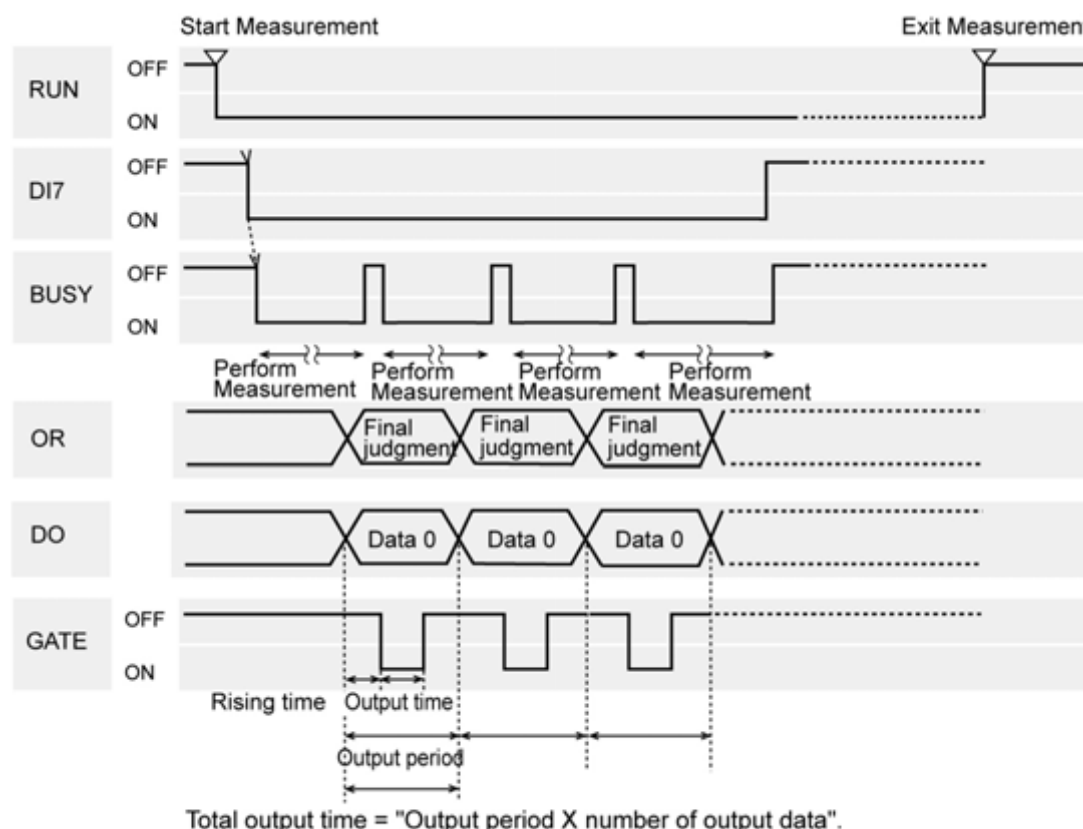 Start Measurement Exit Measuremen
RUN OFF
ON
DI7 OFF
ON
BUSY OFF
ON
Perform Measurement
Perform Measurement
Perform Measurement
Perform Measurement
OR Final judgment Final judgment Final judgment
DO Data 0 Data 0 Data 0
GATE OFF
ON
Rising time Output time
Output period
Total output time = "Output period X number of output data".